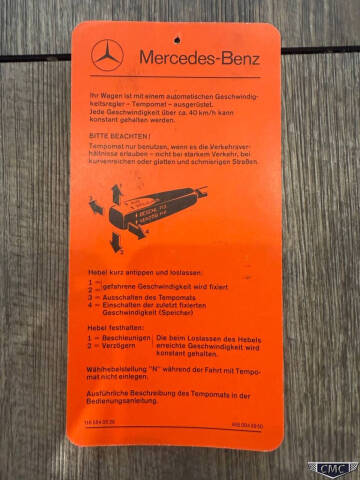 Mercedes-Benz
Ihr Wagen ist mit einem automatischen Geschwindig-
keitsregler – Tempomat – ausgerüstet.
Jede Geschwindigkeit über ca. 40 km/h kann
konstant gehalten werden.
BITTE BEACHTEN!
Tempomat nur benutzen, wenn es die Verkehrsver-
hältnisse erlauben – nicht bei starkem Verkehr, bei
kurvenreichen oder glatten und schmierigen Straßen.
Hebel kurz antippen und loslassen:
1 =
2 = gefahrene Geschwindigkeit wird fixiert
3 = Ausschalten des Tempomats
4 = Einschalten der zuletzt fixierten
Geschwindigkeit (Speicher)
Hebel festhalten:
1 = Beschleunigen Die beim Loslassen des Hebels
2 = Verzögern erreichte Geschwindigkeit wird
konstant gehalten.
Wählhebelstellung "N" während der Fahrt mit Tempo-
mat nicht einlegen.
Ausführliche Beschreibung des Tempomats in der
Bedienungsanleitung.
CMC